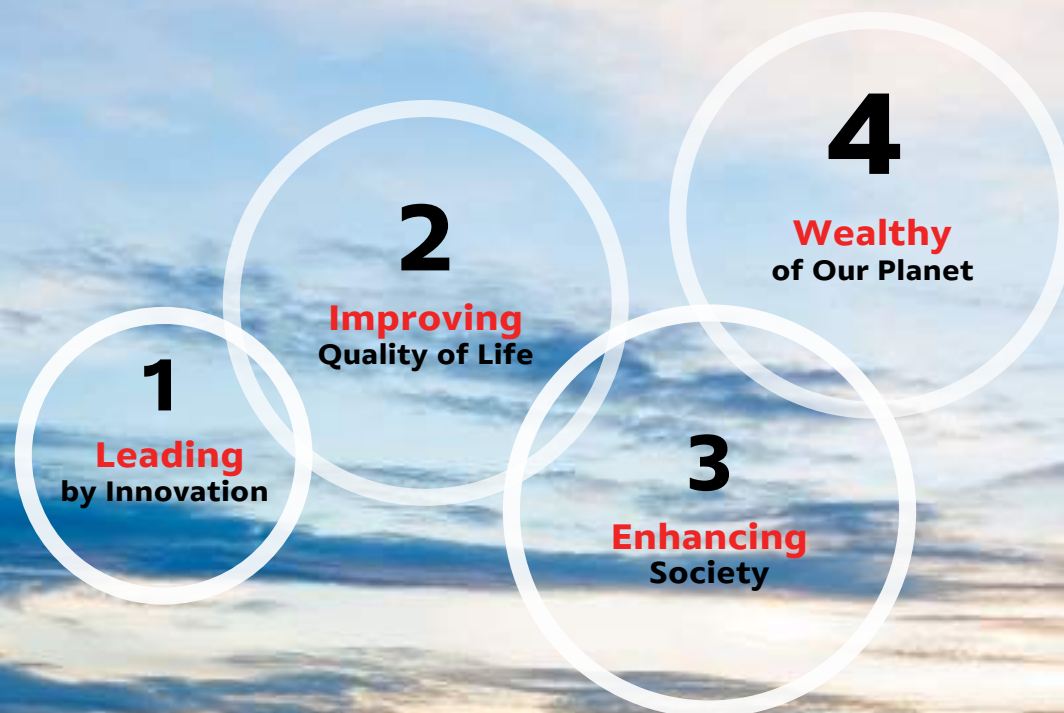 1
Leading
by Innovation
2
Improving
Quality of Life
3
Enhancing
Society
4
Wealthy
of Our Planet